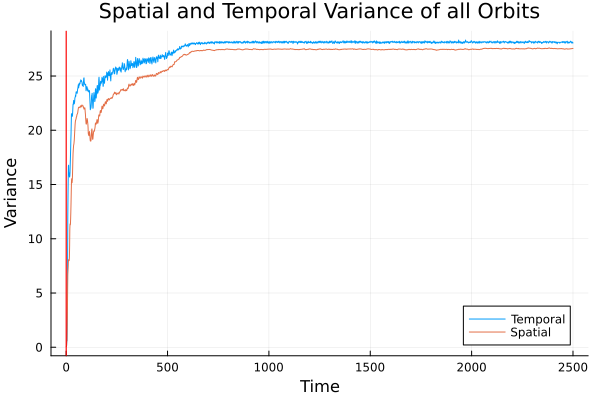 Spatial and Temporal Variance of all Orbits
Variance
25
20
15
10
5
0
Temporal
Spatial
0 500 1000 1500 2000 2500
Time